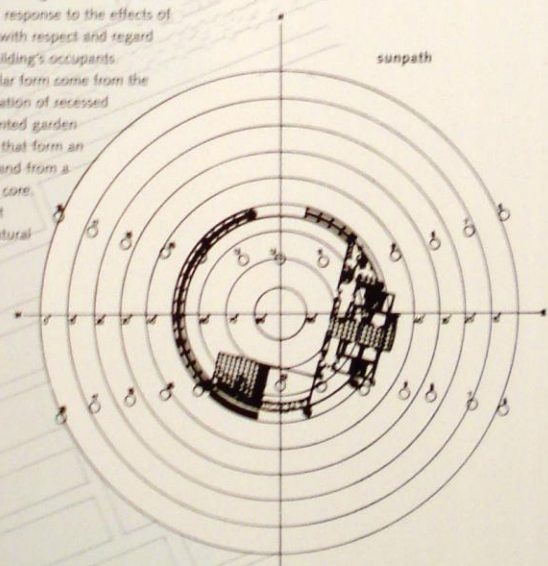 response to the effects of
with respect and regard
ilding's occupants
lar form come from the
ation of recessed
nted garden
that form an
and from a
core,
t
tural
sunpath